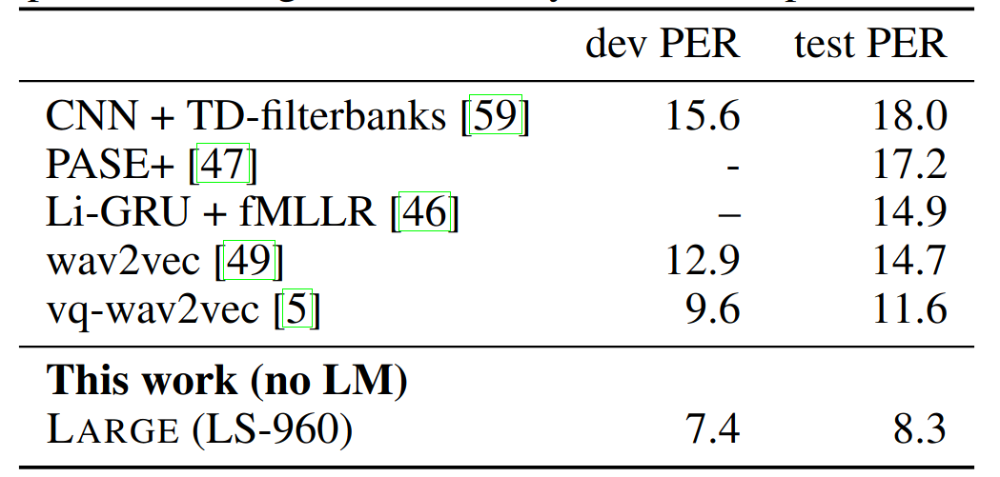 dev PER test PER
CNN + TD-filterbanks [59] 15.6 18.0
PASE+ [47] - 17.2
Li-GRU + fMLLR [46] – 14.9
wav2vec [49] 12.9 14.7
vq-wav2vec [5] 9.6 11.6
This work (no LM)
LARGE (LS-960) 7.4 8.3